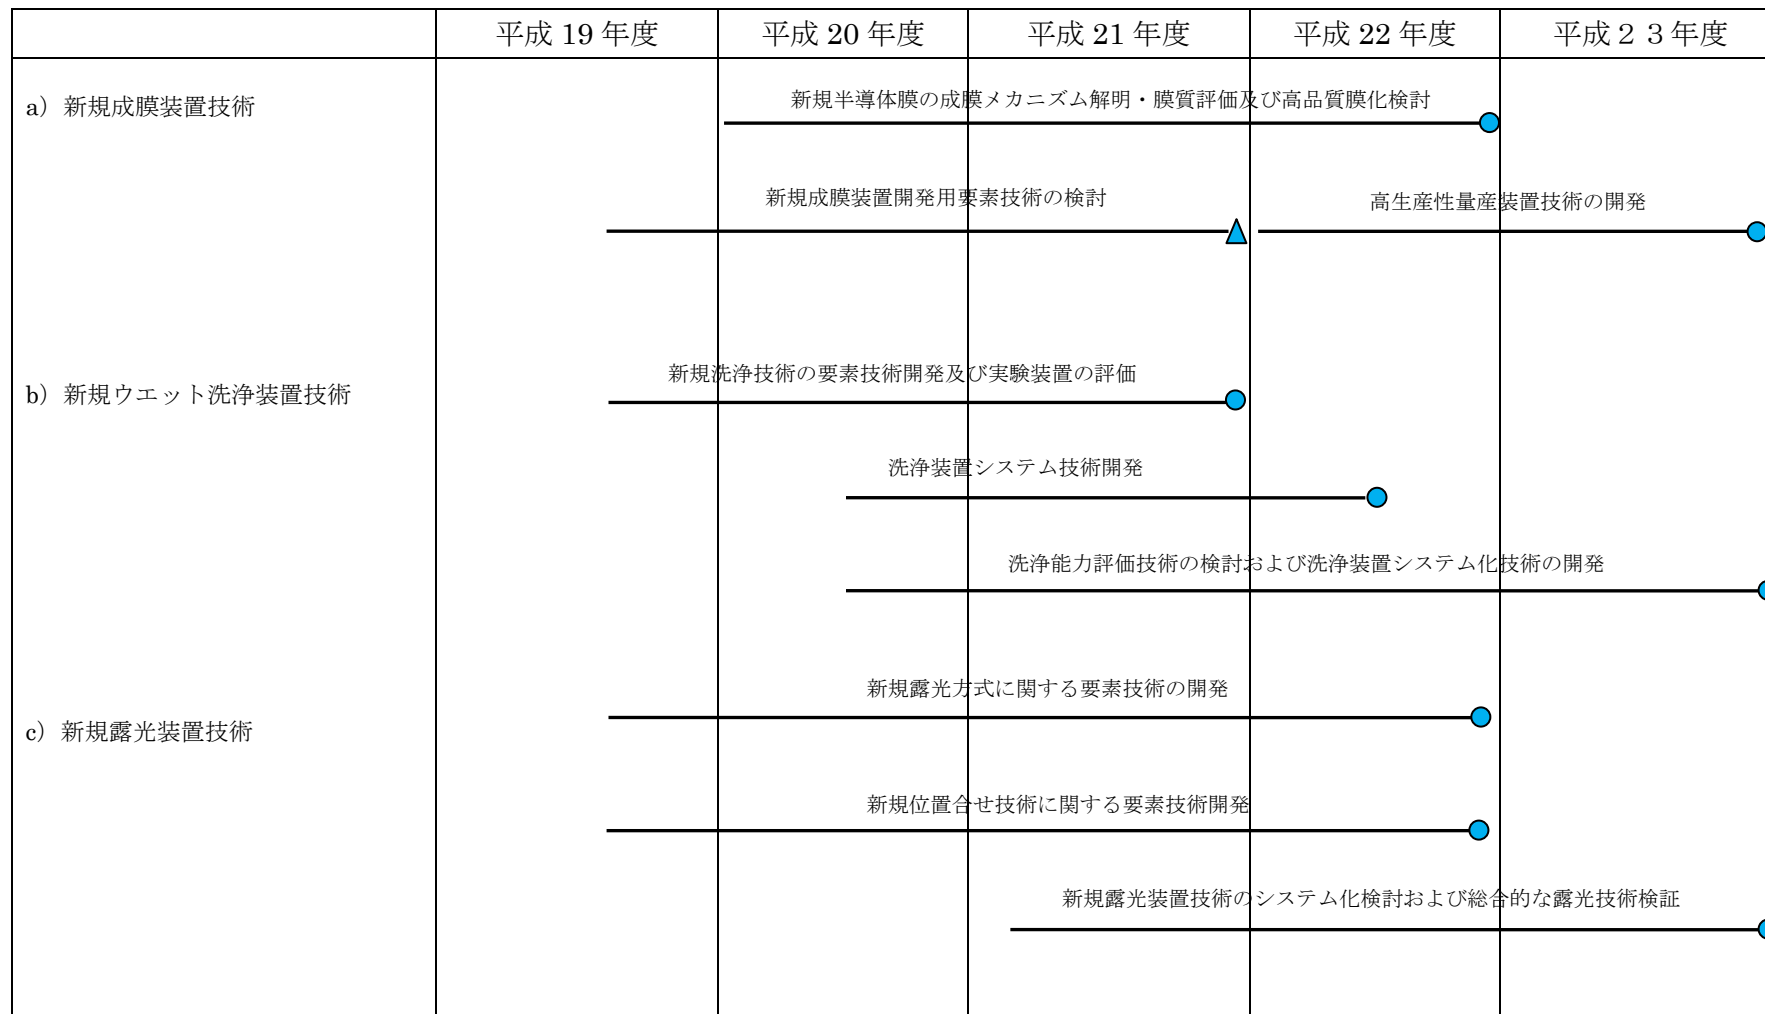 平成 19 年度
平成 20 年度
平成 21 年度
平成 22 年度
平成２３年度
a）新規成膜装置技術
新規半導体膜の成膜メカニズム解明・膜質評価及び高品質膜化検討
新規成膜装置開発用要素技術の検討
高生産性量産装置技術の開発
b）新規ウエット洗浄装置技術
新規洗浄技術の要素技術開発及び実験装置の評価
洗浄装置システム技術開発
洗浄能力評価技術の検討および洗浄装置システム化技術の開発
c）新規露光装置技術
新規露光方式に関する要素技術の開発
新規位置合せ技術に関する要素技術開発
新規露光装置技術のシステム化検討および総合的な露光技術検証